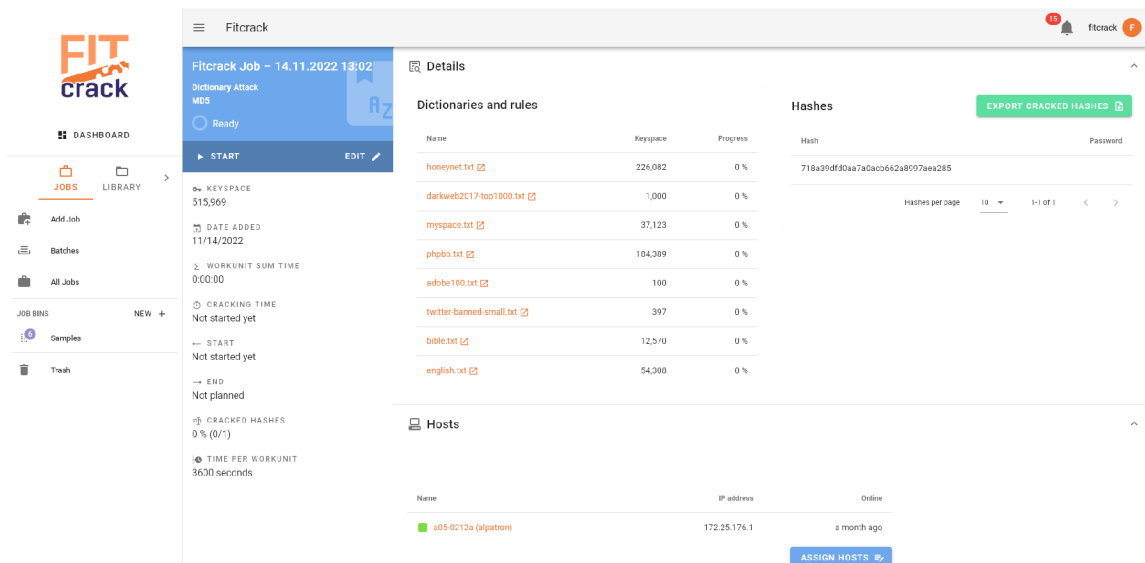 FIT
crack
DASHBOARD
JOBS
LIBRARY
Add Job
Batches
All Jobs
JOB BINS
NEW +
6
Samples
Trash
Fitcrack
15
fitcrack
F
Fitcrack Job – 14.11.2022 13:02
Dictionary Attack
MD5
Ready
START
EDIT
KEYSPACE
515,969
DATE ADDED
11/14/2022
WORKUNIT SUM TIME
0:00:00
CRACKING TIME
Not started yet
START
Not started yet
END
Not planned
CRACKED HASHES
0 % (0/1)
TIME PER WORKUNIT
3600 seconds
Details
Dictionaries and rules
Name Keyspace Progress
honeynet.txt 226,082 0 %
darkweb2017-top1000.txt 1,000 0 %
myspace.txt 37,123 0 %
phpbb.txt 184,389 0 %
adobe100.txt 100 0 %
twitter-banned-small.txt 397 0 %
bible.txt 12,570 0 %
english.txt 54,308 0 %
Hashes
EXPORT CRACKED HASHES
Hash Password
718a39dfd0aa7a0acb662a8997aea285
Hashes per page 10 1-1 of 1
Hosts
Name IP address Online
a05-0212a (alpatron) 172.25.176.1 a month ago
ASSIGN HOSTS